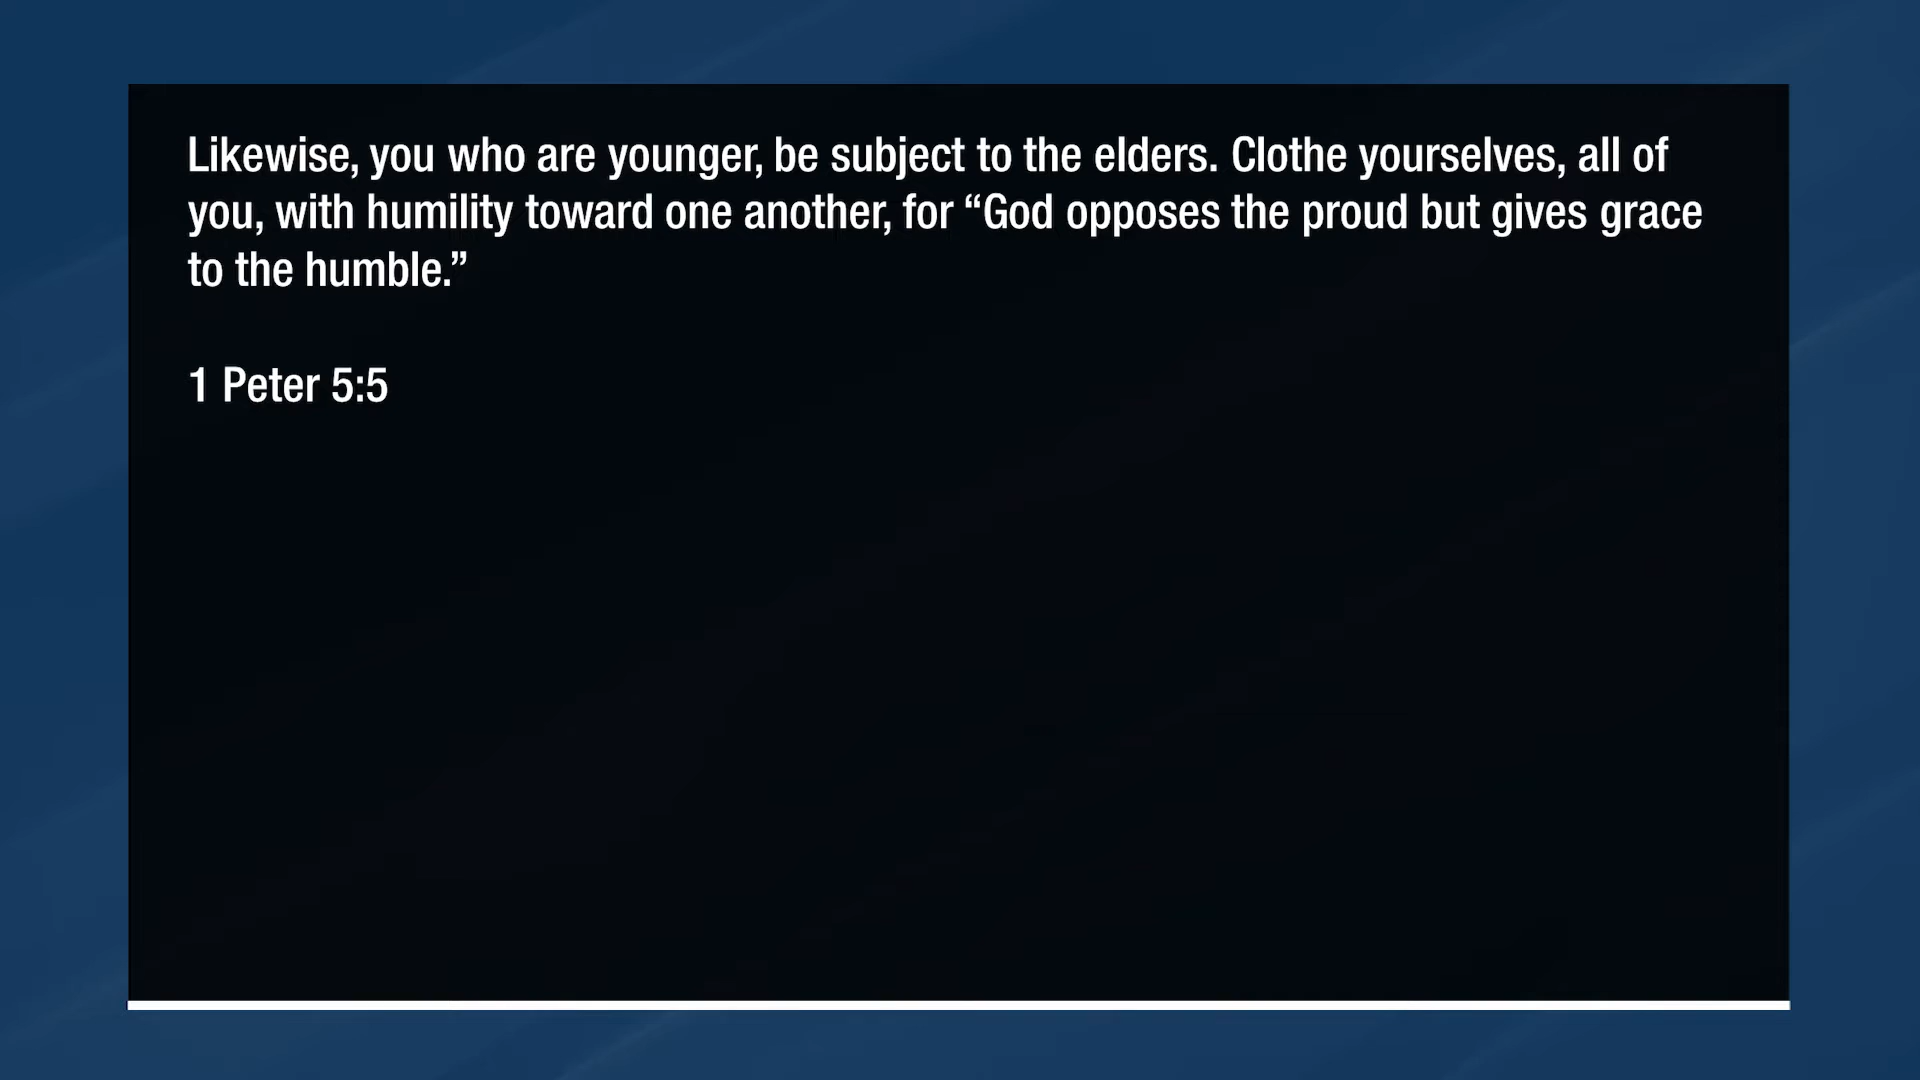 Likewise, you who are younger, be subject to the elders. Clothe yourselves, all of
you, with humility toward one another, for “God opposes the proud but gives grace
to the humble.”
1 Peter 5:5